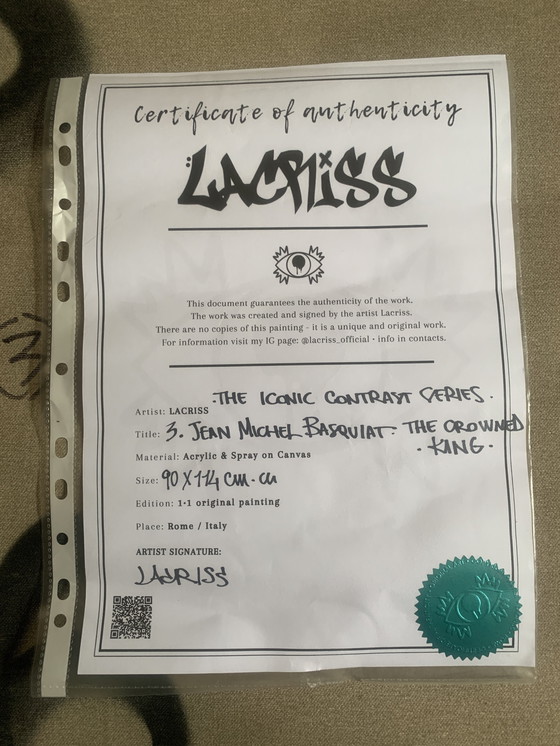 Certificate of authenticity
LACRISS
This document guarantees the authenticity of the work.
The work was created and signed by the artist Lacriss.
There are no copies of this painting - it is a unique and original work.
For information visit my IG page: @lacriss_official • info in contacts.
. THE ICONIC CONTRAST SERIES .
Artist: LACRISS
Title: 3. JEAN MICHEL BASQUIAT. THE CROWNED
. KING .
Material: Acrylic & Spray on Canvas
Size: 90 X 114 cm.
Edition: 1•1 original painting
Place: Rome / Italy
ARTIST SIGNATURE:
LACRISS
(3)